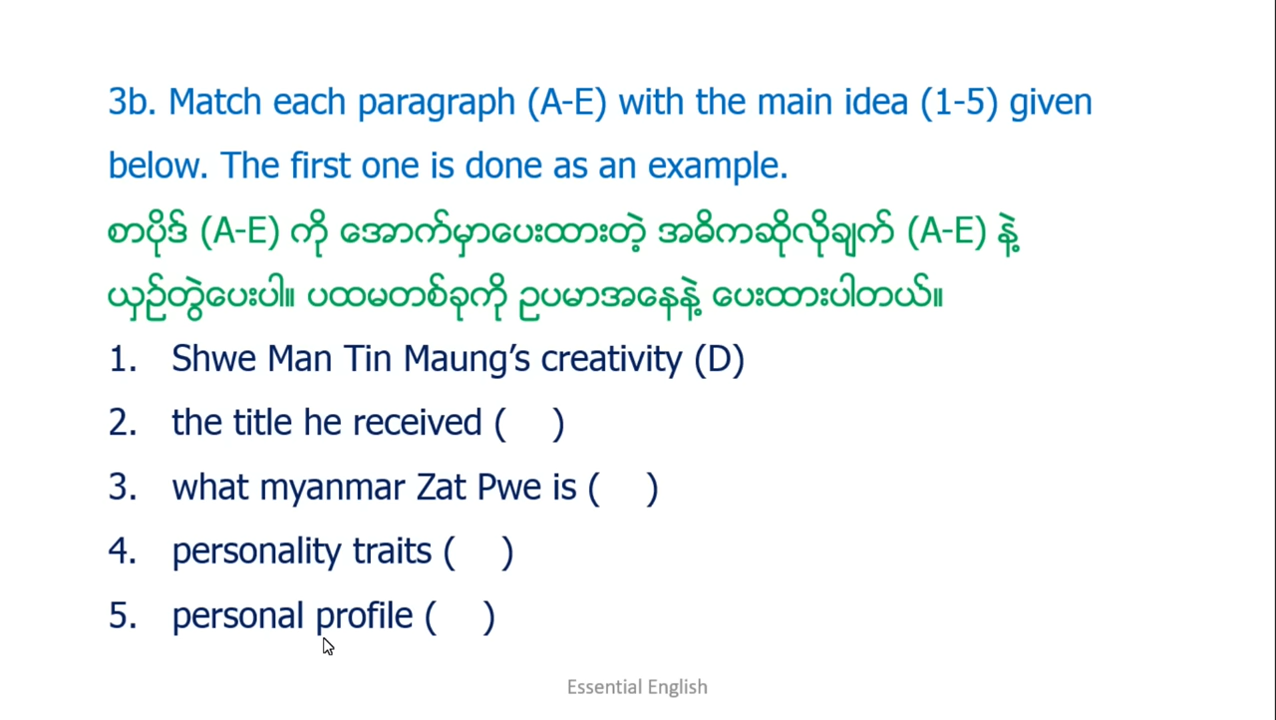 3b. Match each paragraph (A-E) with the main idea (1-5) given
below. The first one is done as an example.
စာပိုဒ် (A-E) ကို အောက်မှာပေးထားတဲ့ အဓိကဆိုလိုချက် (A-E) နဲ့
ယှဉ်တွဲပေးပါ။ ပထမတစ်ခုကို ဥပမာအနေနဲ့ ပေးထားပါတယ်။
1. Shwe Man Tin Maung’s creativity (D)
2. the title he received ( )
3. what myanmar Zat Pwe is ( )
4. personality traits ( )
5. personal profile ( )
Essential English